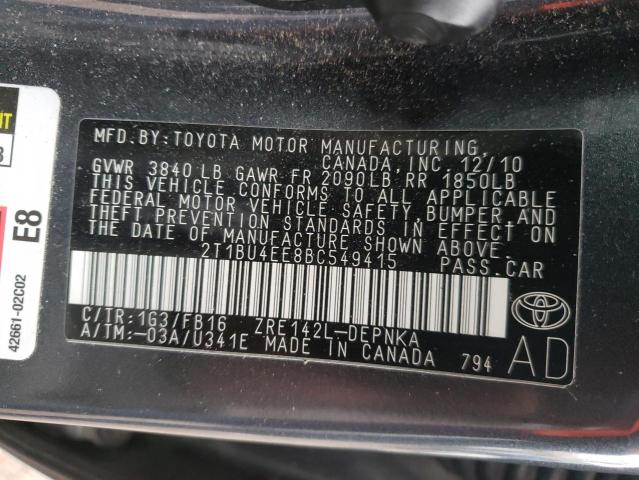 MFD.BY:TOYOTA MOTOR MANUFACTURING,
CANADA, INC. 12/10
GVWR 3840 LB GAWR FR 2090LB RR 1850LB
THIS VEHICLE CONFORMS TO ALL APPLICABLE
FEDERAL MOTOR VEHICLE SAFETY, BUMPER AND
THEFT PREVENTION STANDARDS IN EFFECT ON
THE DATE OF MANUFACTURE SHOWN ABOVE.
2T1BU4EE8BC549415 PASS.CAR
C/TR:1G3/FB16 ZRE142L-DEPNKA
A/TM:-03A/U341E MADE IN CANADA 794
TOYOTA
AD
E8
42661-02C02